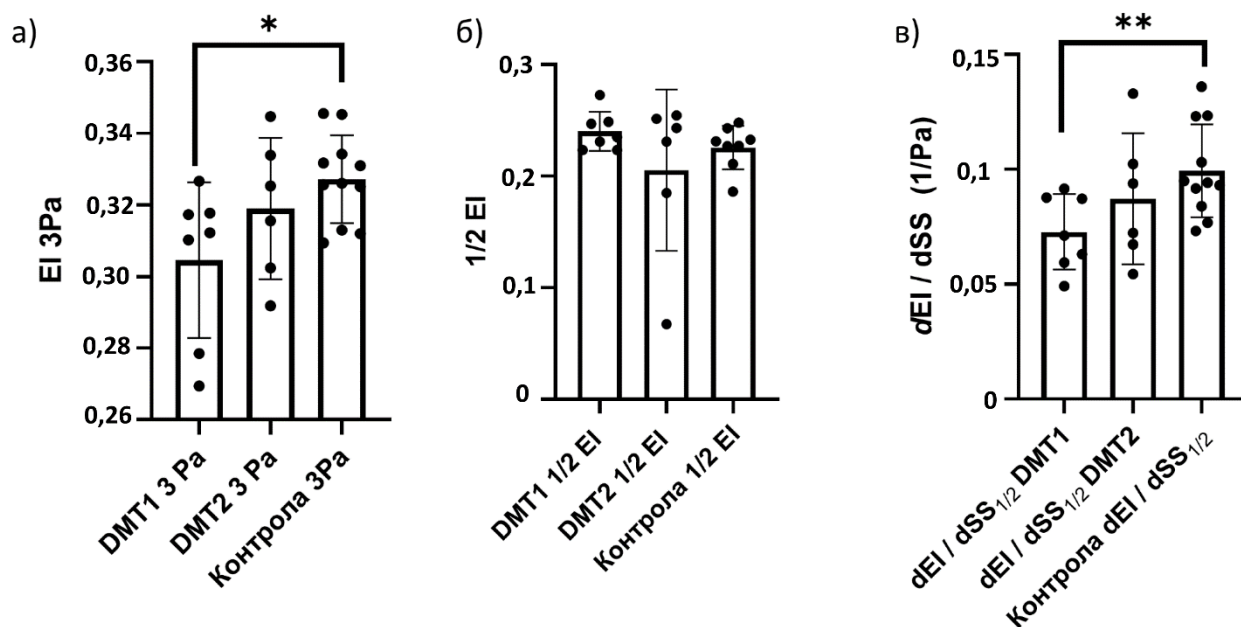 а)
*
EI 3Pa
0,36
0,34
0,32
0,30
0,28
0,26
DMT1 3 Pa
DMT2 3 Pa
Контрола 3Pa
б)
1/2 EI
0,3
0,2
0,1
0
DMT1 1/2 EI
DMT2 1/2 EI
Контрола 1/2 EI
в)
**
dEI / dSS (1/Pa)
0,15
0,1
0,05
0
dEI / dSS1/2 DMT1
dEI / dSS1/2 DMT2
Контрола dEI / dSS1/2